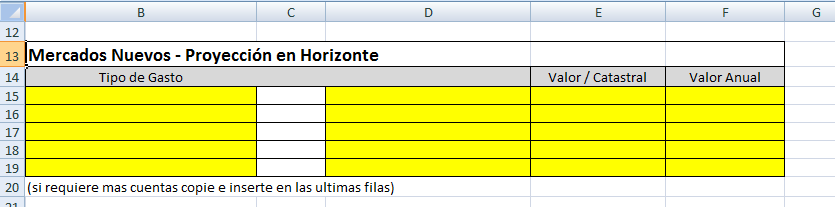 B C D E F G
12
13 Mercados Nuevos - Proyección en Horizonte
14 Tipo de Gasto Valor / Catastral Valor Anual
15
16
17
18
19
20 (si requiere mas cuentas copie e inserte en las ultimas filas)